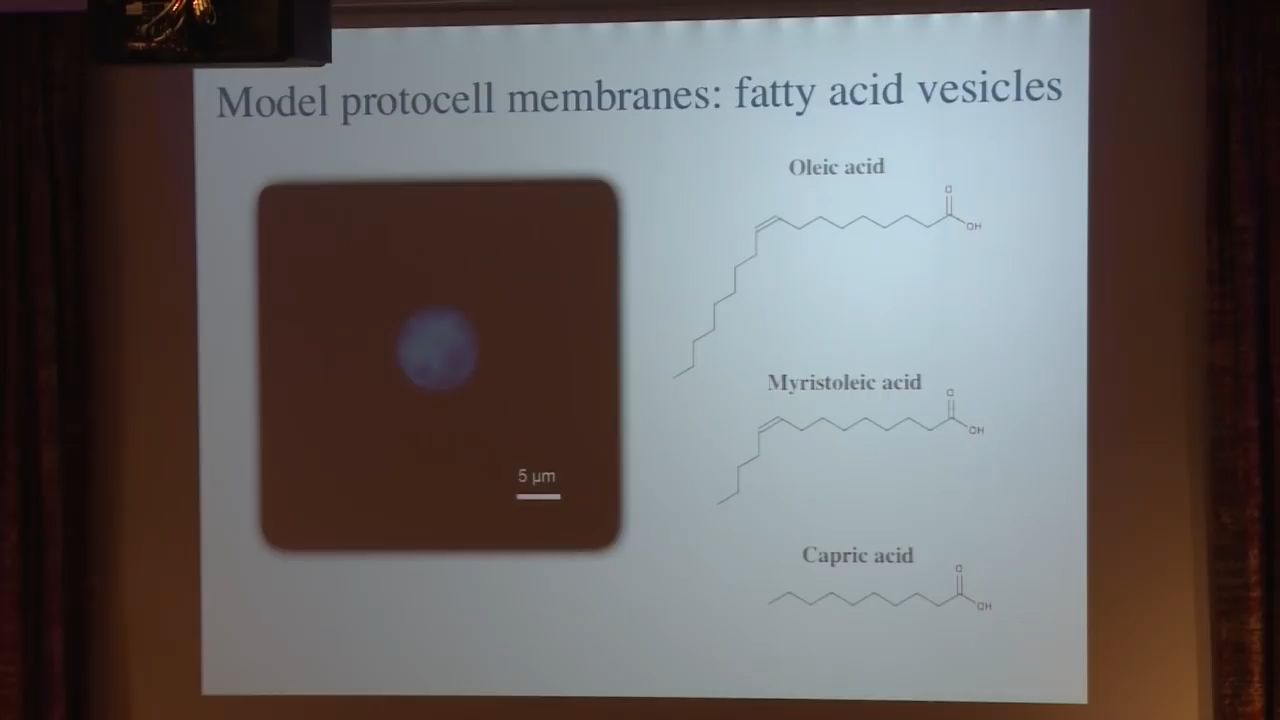 Model protocell membranes: fatty acid vesicles
Oleic acid
O
OH
Myristoleic acid
O
OH
5 µm
Capric acid
O
OH